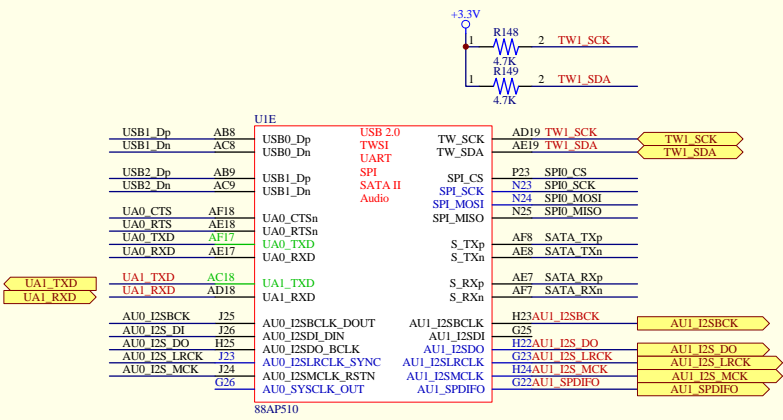 +3.3V
R148
1 2 TW1_SCK
4.7K
R149
1 2 TW1_SDA
4.7K
U1E
USB 2.0
TWSI
UART
SPI
SATA II
Audio
USB1_Dp AB8 USB0_Dp
USB1_Dn AC8 USB0_Dn
USB2_Dp AB9 USB1_Dp
USB2_Dn AC9 USB1_Dn
UA0_CTS AF18 UA0_CTSn
UA0_RTS AE18 UA0_RTSn
UA0_TXD AF17 UA0_TXD
UA0_RXD AE17 UA0_RXD
UA1_TXD UA1_TXD AC18 UA1_TXD
UA1_RXD UA1_RXD AD18 UA1_RXD
AU0_I2SBCK J25 AU0_I2SBCLK_DOUT
AU0_I2S_DI J26 AU0_I2SDI_DIN
AU0_I2S_DO H25 AU0_I2SDO_BCLK
AU0_I2S_LRCK J23 AU0_I2SLRCLK_SYNC
AU0_I2S_MCK J24 AU0_I2SMCLK_RSTN
G26 AU0_SYSCLK_OUT
TW_SCK AD19 TW1_SCK TW1_SCK
TW_SDA AE19 TW1_SDA TW1_SDA
SPI_CS P23 SPI0_CS
SPI_SCK N23 SPI0_SCK
SPI_MOSI N24 SPI0_MOSI
SPI_MISO N25 SPI0_MISO
S_TXp AF8 SATA_TXp
S_TXn AE8 SATA_TXn
S_RXp AE7 SATA_RXp
S_RXn AF7 SATA_RXn
AU1_I2SBCLK H23 AU1_I2SBCK AU1_I2SBCK
AU1_I2SDI G25
AU1_I2SDO H22 AU1_I2S_DO AU1_I2S_DO
AU1_I2SLRCLK G23 AU1_I2S_LRCK AU1_I2S_LRCK
AU1_I2SMCLK H24 AU1_I2S_MCK AU1_I2S_MCK
AU1_SPDIFO G22 AU1_SPDIFO AU1_SPDIFO
88AP510